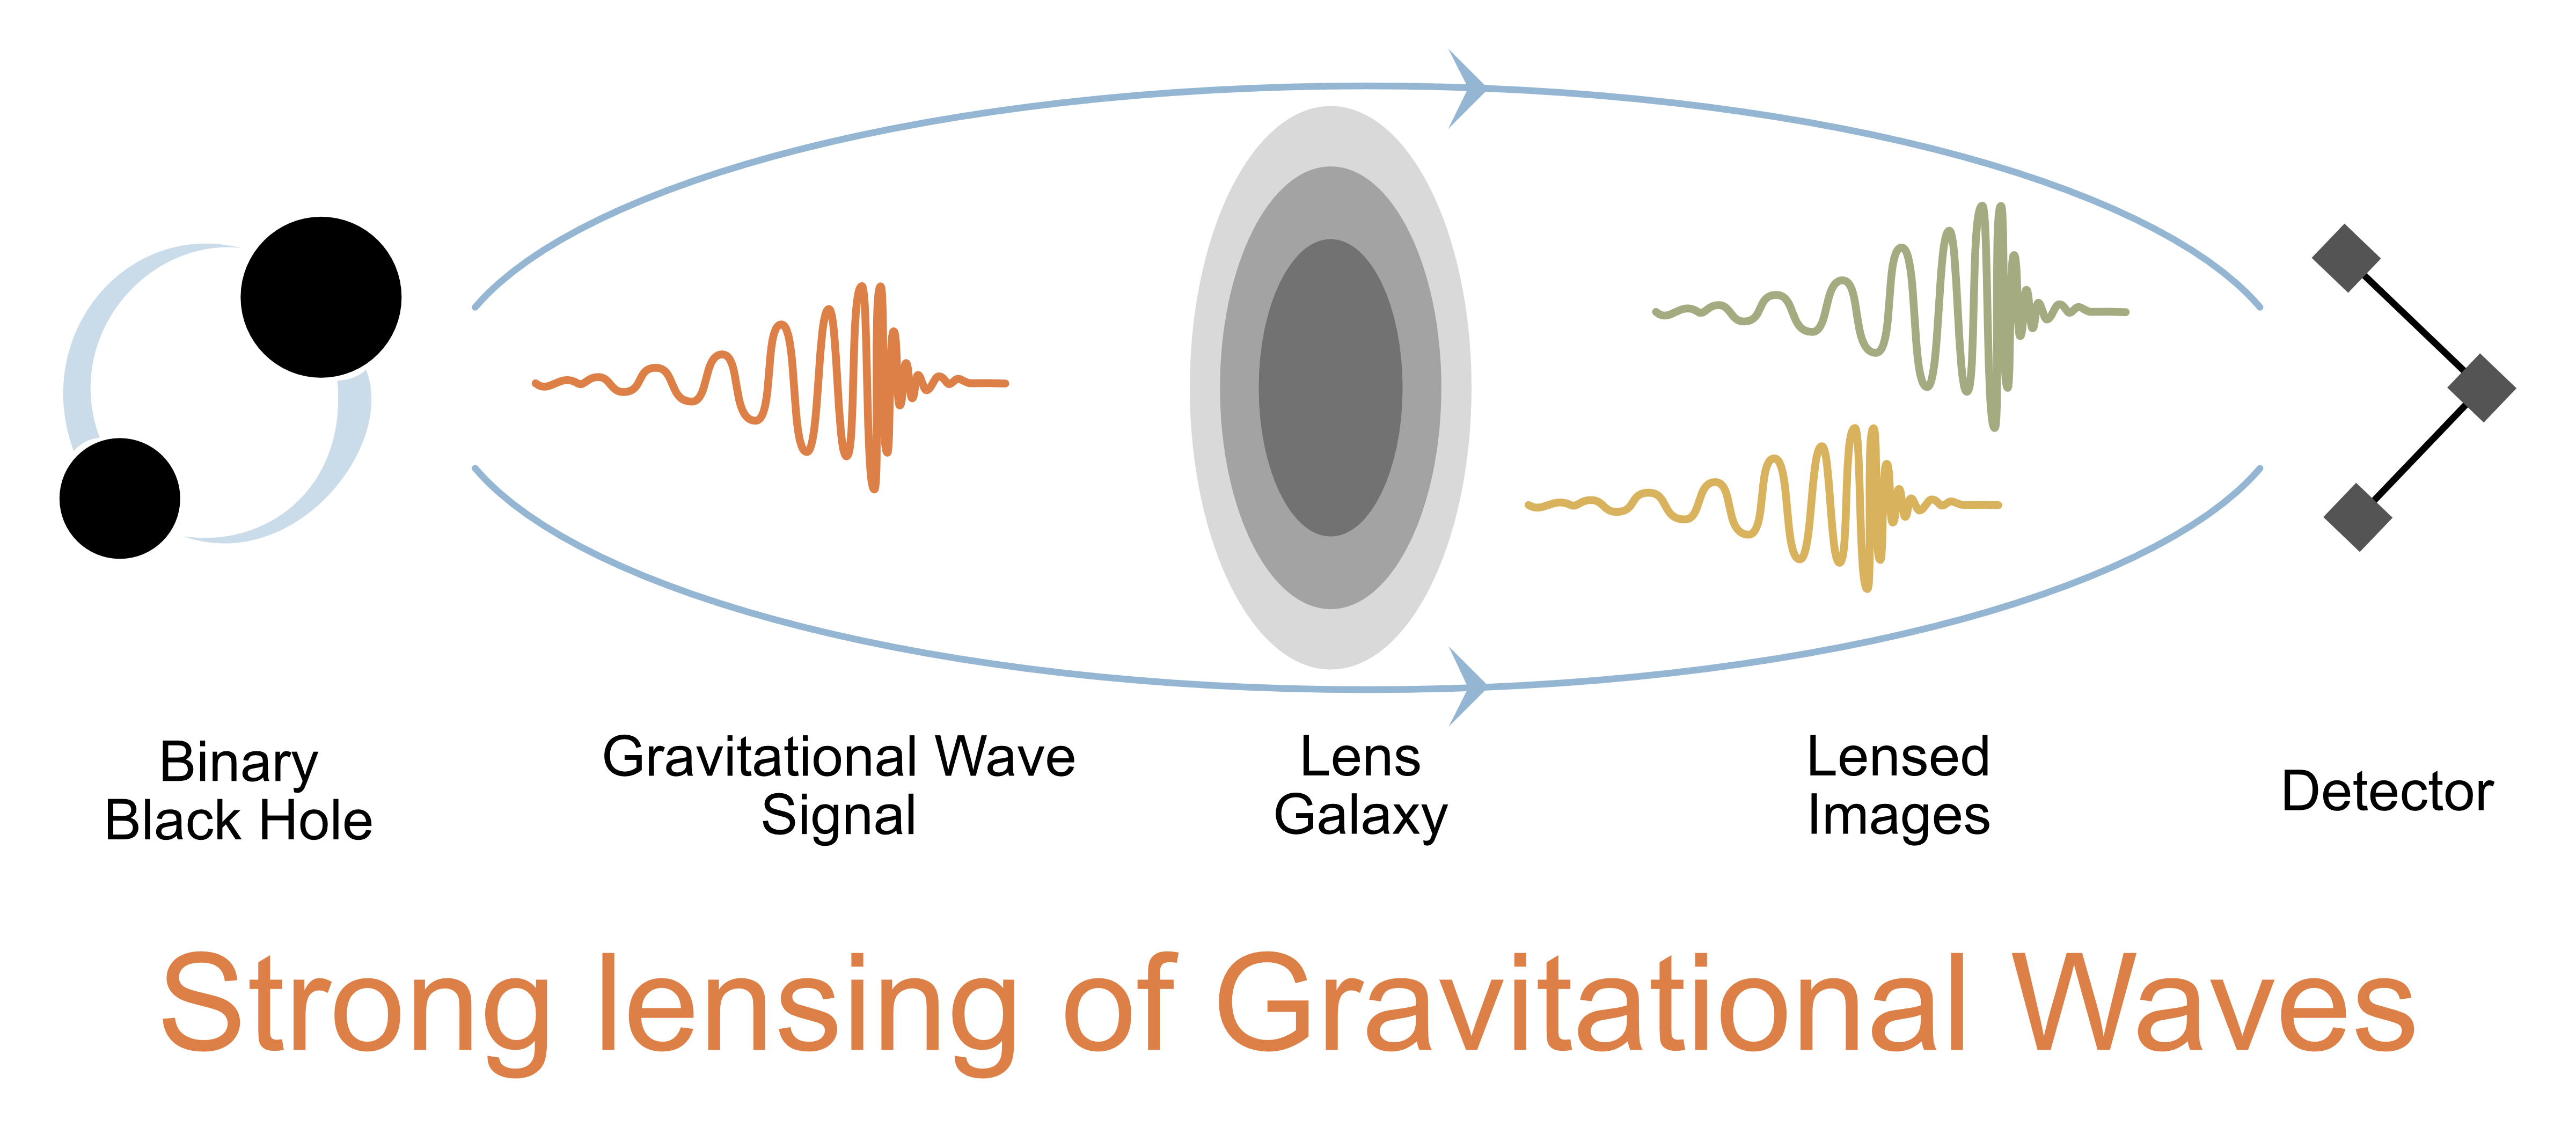 Binary
Black Hole
Gravitational Wave
Signal
Lens
Galaxy
Lensed
Images
Detector
Strong lensing of Gravitational Waves